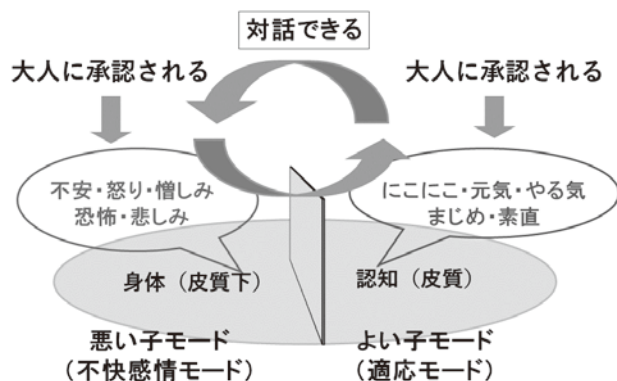 対話できる
大人に承認される
大人に承認される
不安・怒り・憎しみ
恐怖・悲しみ
にこにこ・元気・やる気
まじめ・素直
身体（皮質下）
認知（皮質）
悪い子モード
（不快感情モード）
よい子モード
（適応モード）